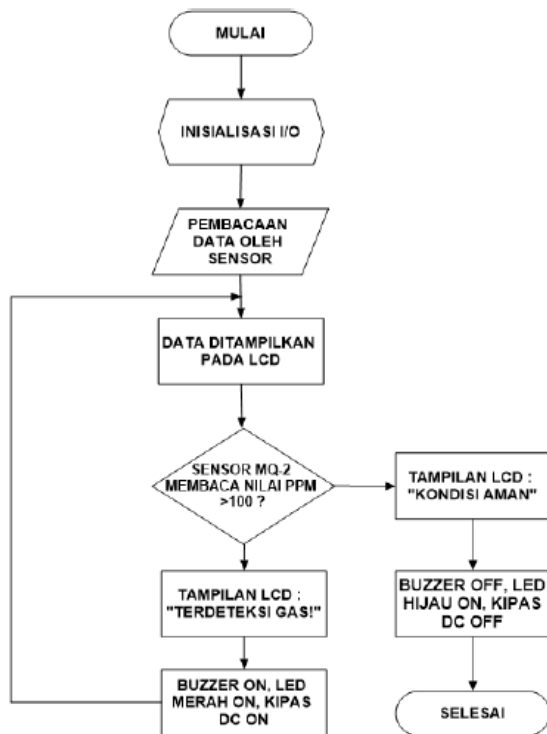 MULAI
INISIALISASI I/O
PEMBACAAN
DATA OLEH
SENSOR
DATA DITAMPILKAN
PADA LCD
SENSOR MQ-2
MEMBACA NILAI PPM
>100 ?
TAMPILAN LCD :
"KONDISI AMAN"
TAMPILAN LCD :
"TERDETEKSI GAS!"
BUZZER OFF, LED
HIJAU ON, KIPAS
DC OFF
BUZZER ON, LED
MERAH ON, KIPAS
DC ON
SELESAI